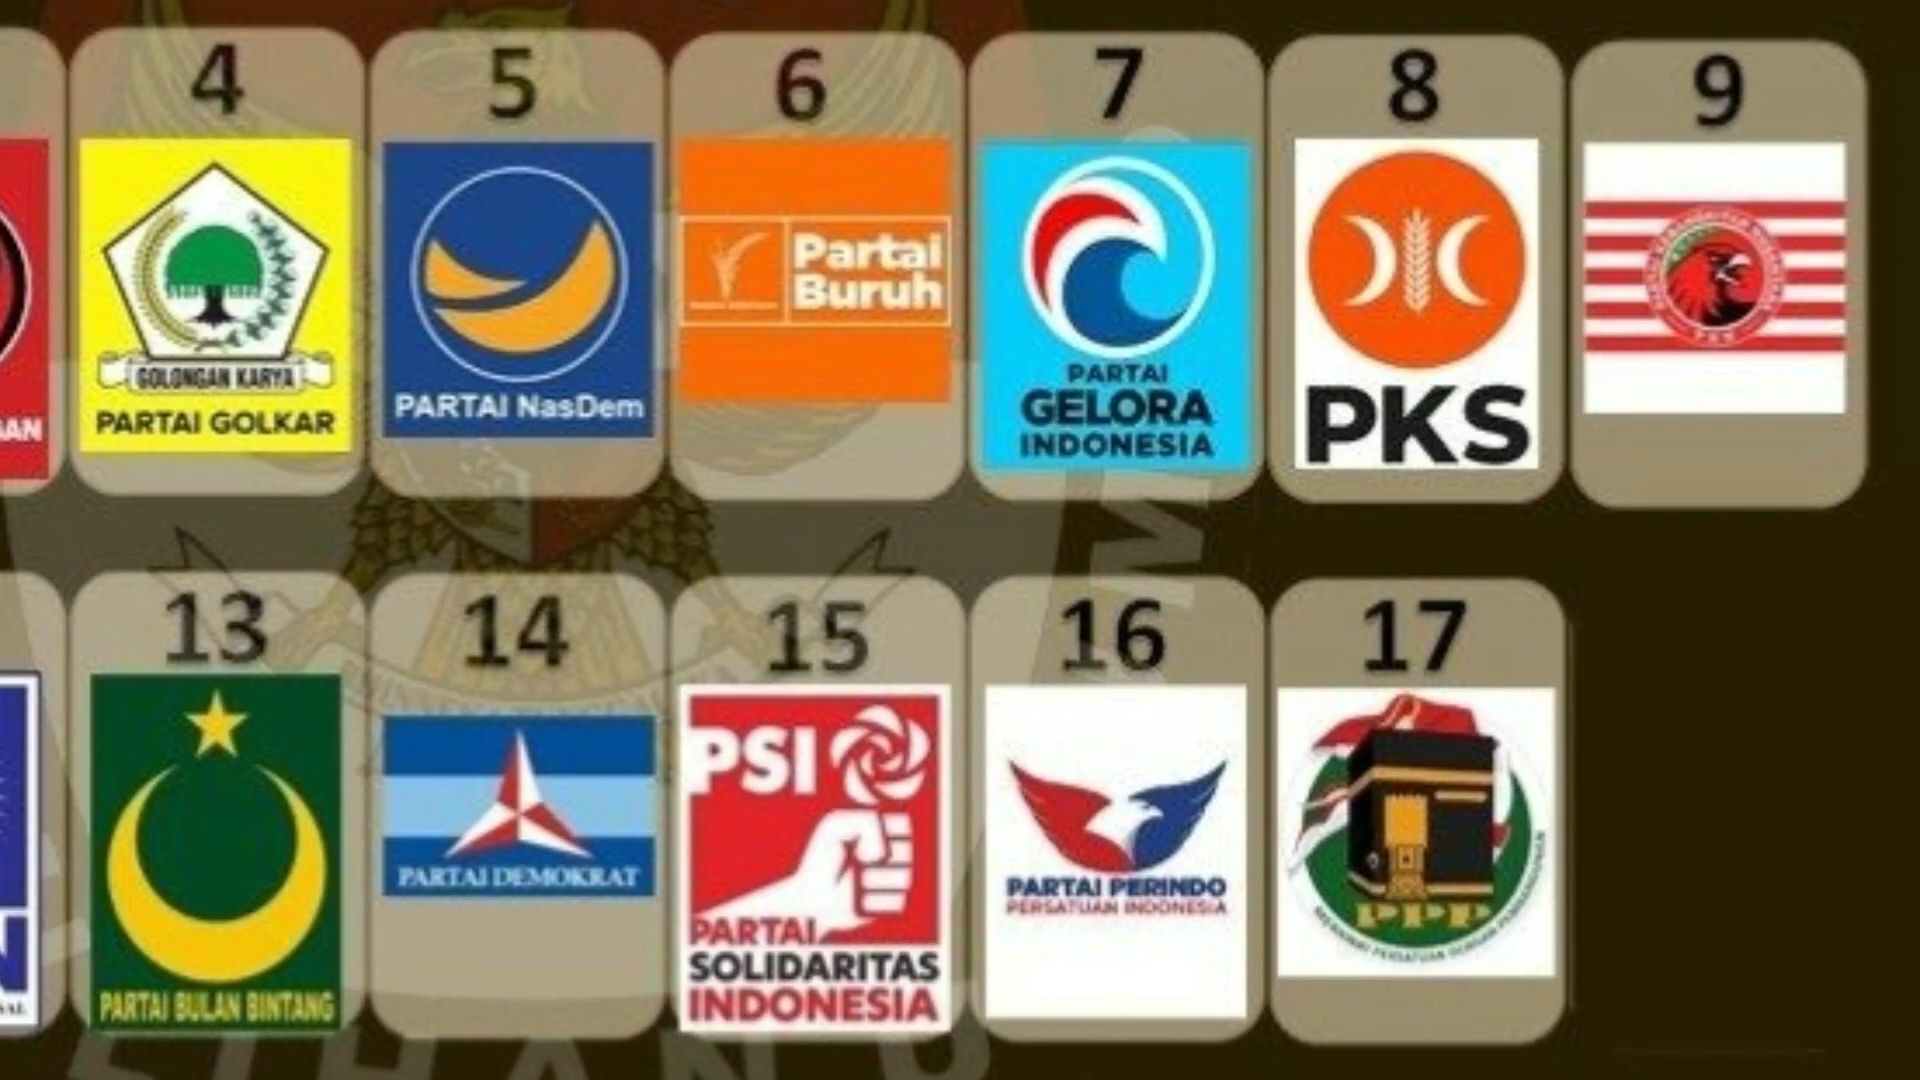 4 5 6 7 8 9
GOLONGAN KARYA
PARTAI GOLKAR
PARTAI NasDem
Partai
Buruh
PARTAI
GELORA
INDONESIA
PKS
13 14 15 16 17
PARTAI BULAN BINTANG
PARTAI DEMOKRAT
PSI
PARTAI
SOLIDARITAS
INDONESIA
PARTAI PERINDO
PERSATUAN INDONESIA
PPP